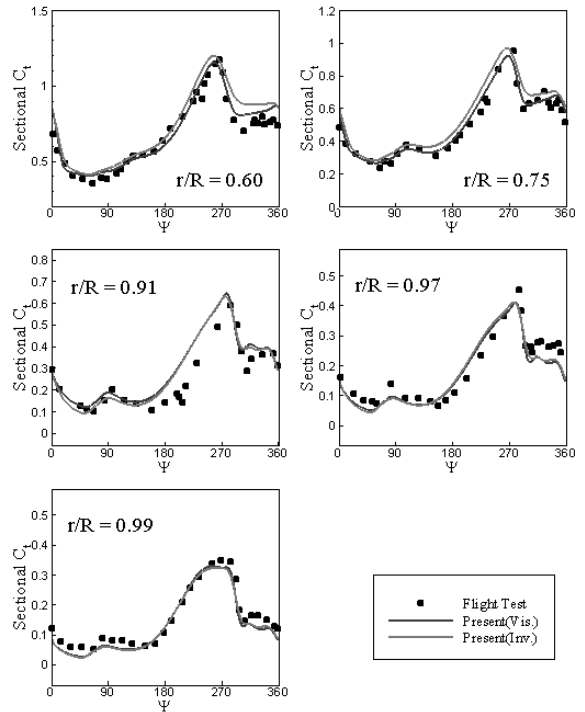 1.5
1.0
0.5
Sectional Ct
r/R = 0.60
0 90 180 270 360
Ψ
1.4
1.2
1.0
0.8
0.6
0.4
0.2
0
Sectional Ct
r/R = 0.75
0 90 180 270 360
Ψ
0.8
0.7
0.6
0.5
0.4
0.3
0.2
0.1
0
Sectional Ct
r/R = 0.91
0 90 180 270 360
Ψ
0.5
0.4
0.3
0.2
0.1
0
Sectional Ct
r/R = 0.97
0 90 180 270 360
Ψ
0.5
0.4
0.3
0.2
0.1
0
Sectional Ct
r/R = 0.99
0 90 180 270 360
Ψ
Flight Test
Present(Vis.)
Present(Inv.)